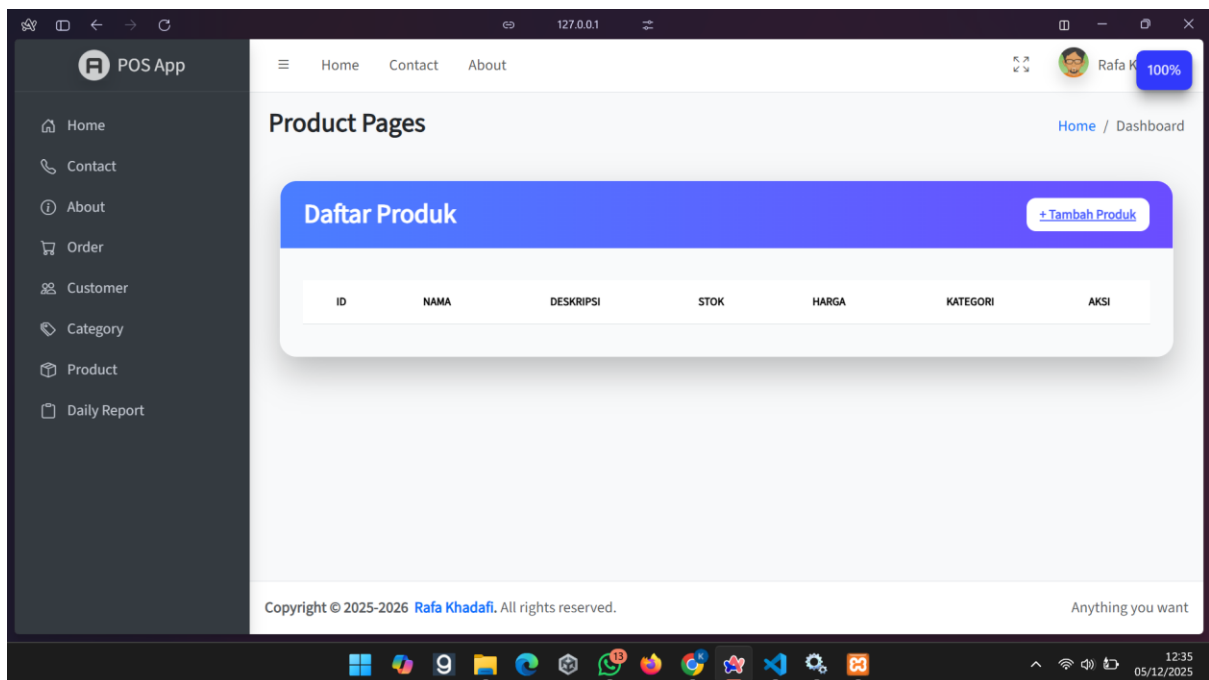 127.0.0.1
POS App
Home Contact About
Rafa K
100%
Home
Contact
About
Order
Customer
Category
Product
Daily Report
Product Pages
Home / Dashboard
Daftar Produk
+ Tambah Produk
ID NAMA DESKRIPSI STOK HARGA KATEGORI AKSI
Copyright © 2025-2026 Rafa Khadafi. All rights reserved.
Anything you want
13
12:35
05/12/2025